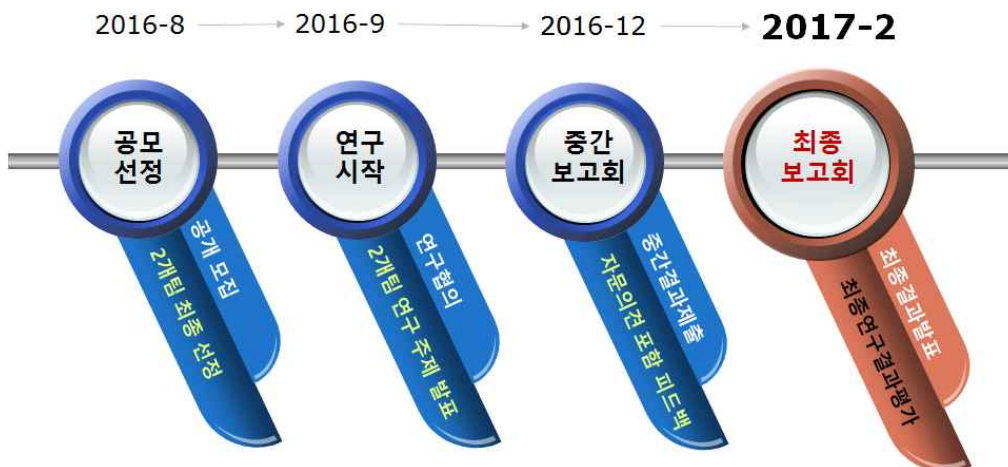 2016-8
2016-9
2016-12
2017-2
공모
선정
연구
시작
중간
보고회
최종
보고회
공개 모집
2개팀 최종 선정
연구협의
2개팀 연구 주제 발표
중간결과제출
자문의견 포함 피드백
최종결과발표
최종연구결과평가